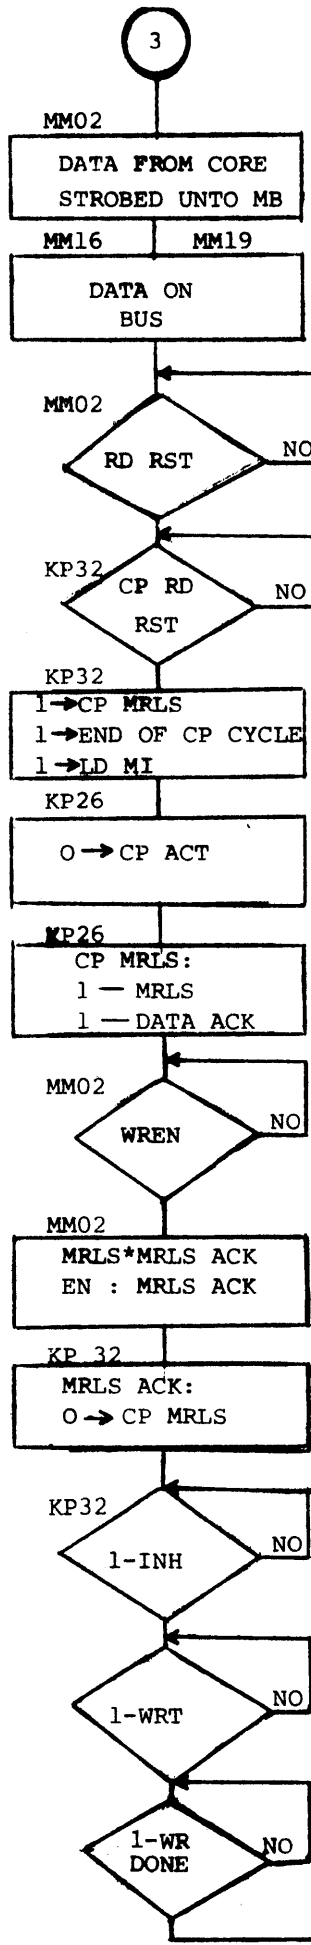 3
MM02
DATA FROM CORE
STROBED UNTO MB
MM16 MM19
DATA ON
BUS
MM02
RD RST
NO
KP32
CP RD
RST
NO
KP32
1→CP MRLS
1→END OF CP CYCLE
1→LD MI
KP26
0→CP ACT
KP26
CP MRLS:
1 — MRLS
1 — DATA ACK
MM02
WREN
NO
MM02
MRLS*MRLS ACK
EN : MRLS ACK
KP 32
MRLS ACK:
0→ CP MRLS
KP32
1-INH
NO
1-WRT
NO
1-WR
DONE
NO